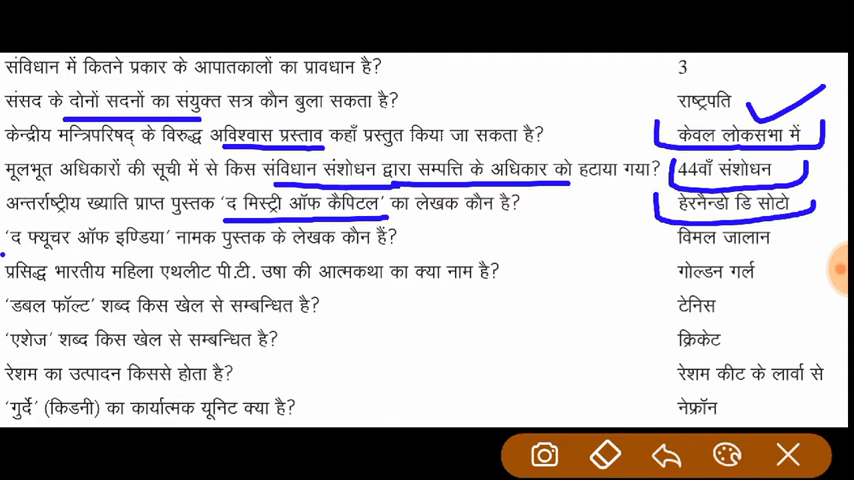 संविधान में कितने प्रकार के आपातकालों का प्रावधान है? 3
संसद के दोनों सदनों का संयुक्त सत्र कौन बुला सकता है? राष्ट्रपति
केन्द्रीय मन्त्रिपरिषद् के विरुद्ध अविश्वास प्रस्ताव कहाँ प्रस्तुत किया जा सकता है? केवल लोकसभा में
मूलभूत अधिकारों की सूची में से किस संविधान संशोधन द्वारा सम्पत्ति के अधिकार को हटाया गया? 44वाँ संशोधन
अन्तर्राष्ट्रीय ख्याति प्राप्त पुस्तक ‘द मिस्ट्री ऑफ कैपिटल’ का लेखक कौन है? हेरनैन्डो डि सोटो
‘द फ्यूचर ऑफ इण्डिया’ नामक पुस्तक के लेखक कौन हैं? विमल जालान
प्रसिद्ध भारतीय महिला एथलीट पी.टी. उषा की आत्मकथा का क्या नाम है? गोल्डन गर्ल
‘डबल फॉल्ट’ शब्द किस खेल से सम्बन्धित है? टेनिस
‘एशेज’ शब्द किस खेल से सम्बन्धित है? क्रिकेट
रेशम का उत्पादन किससे होता है? रेशम कीट के लार्वा से
‘गुर्दे’ (किडनी) का कार्यात्मक यूनिट क्या है? नेफ्रॉन